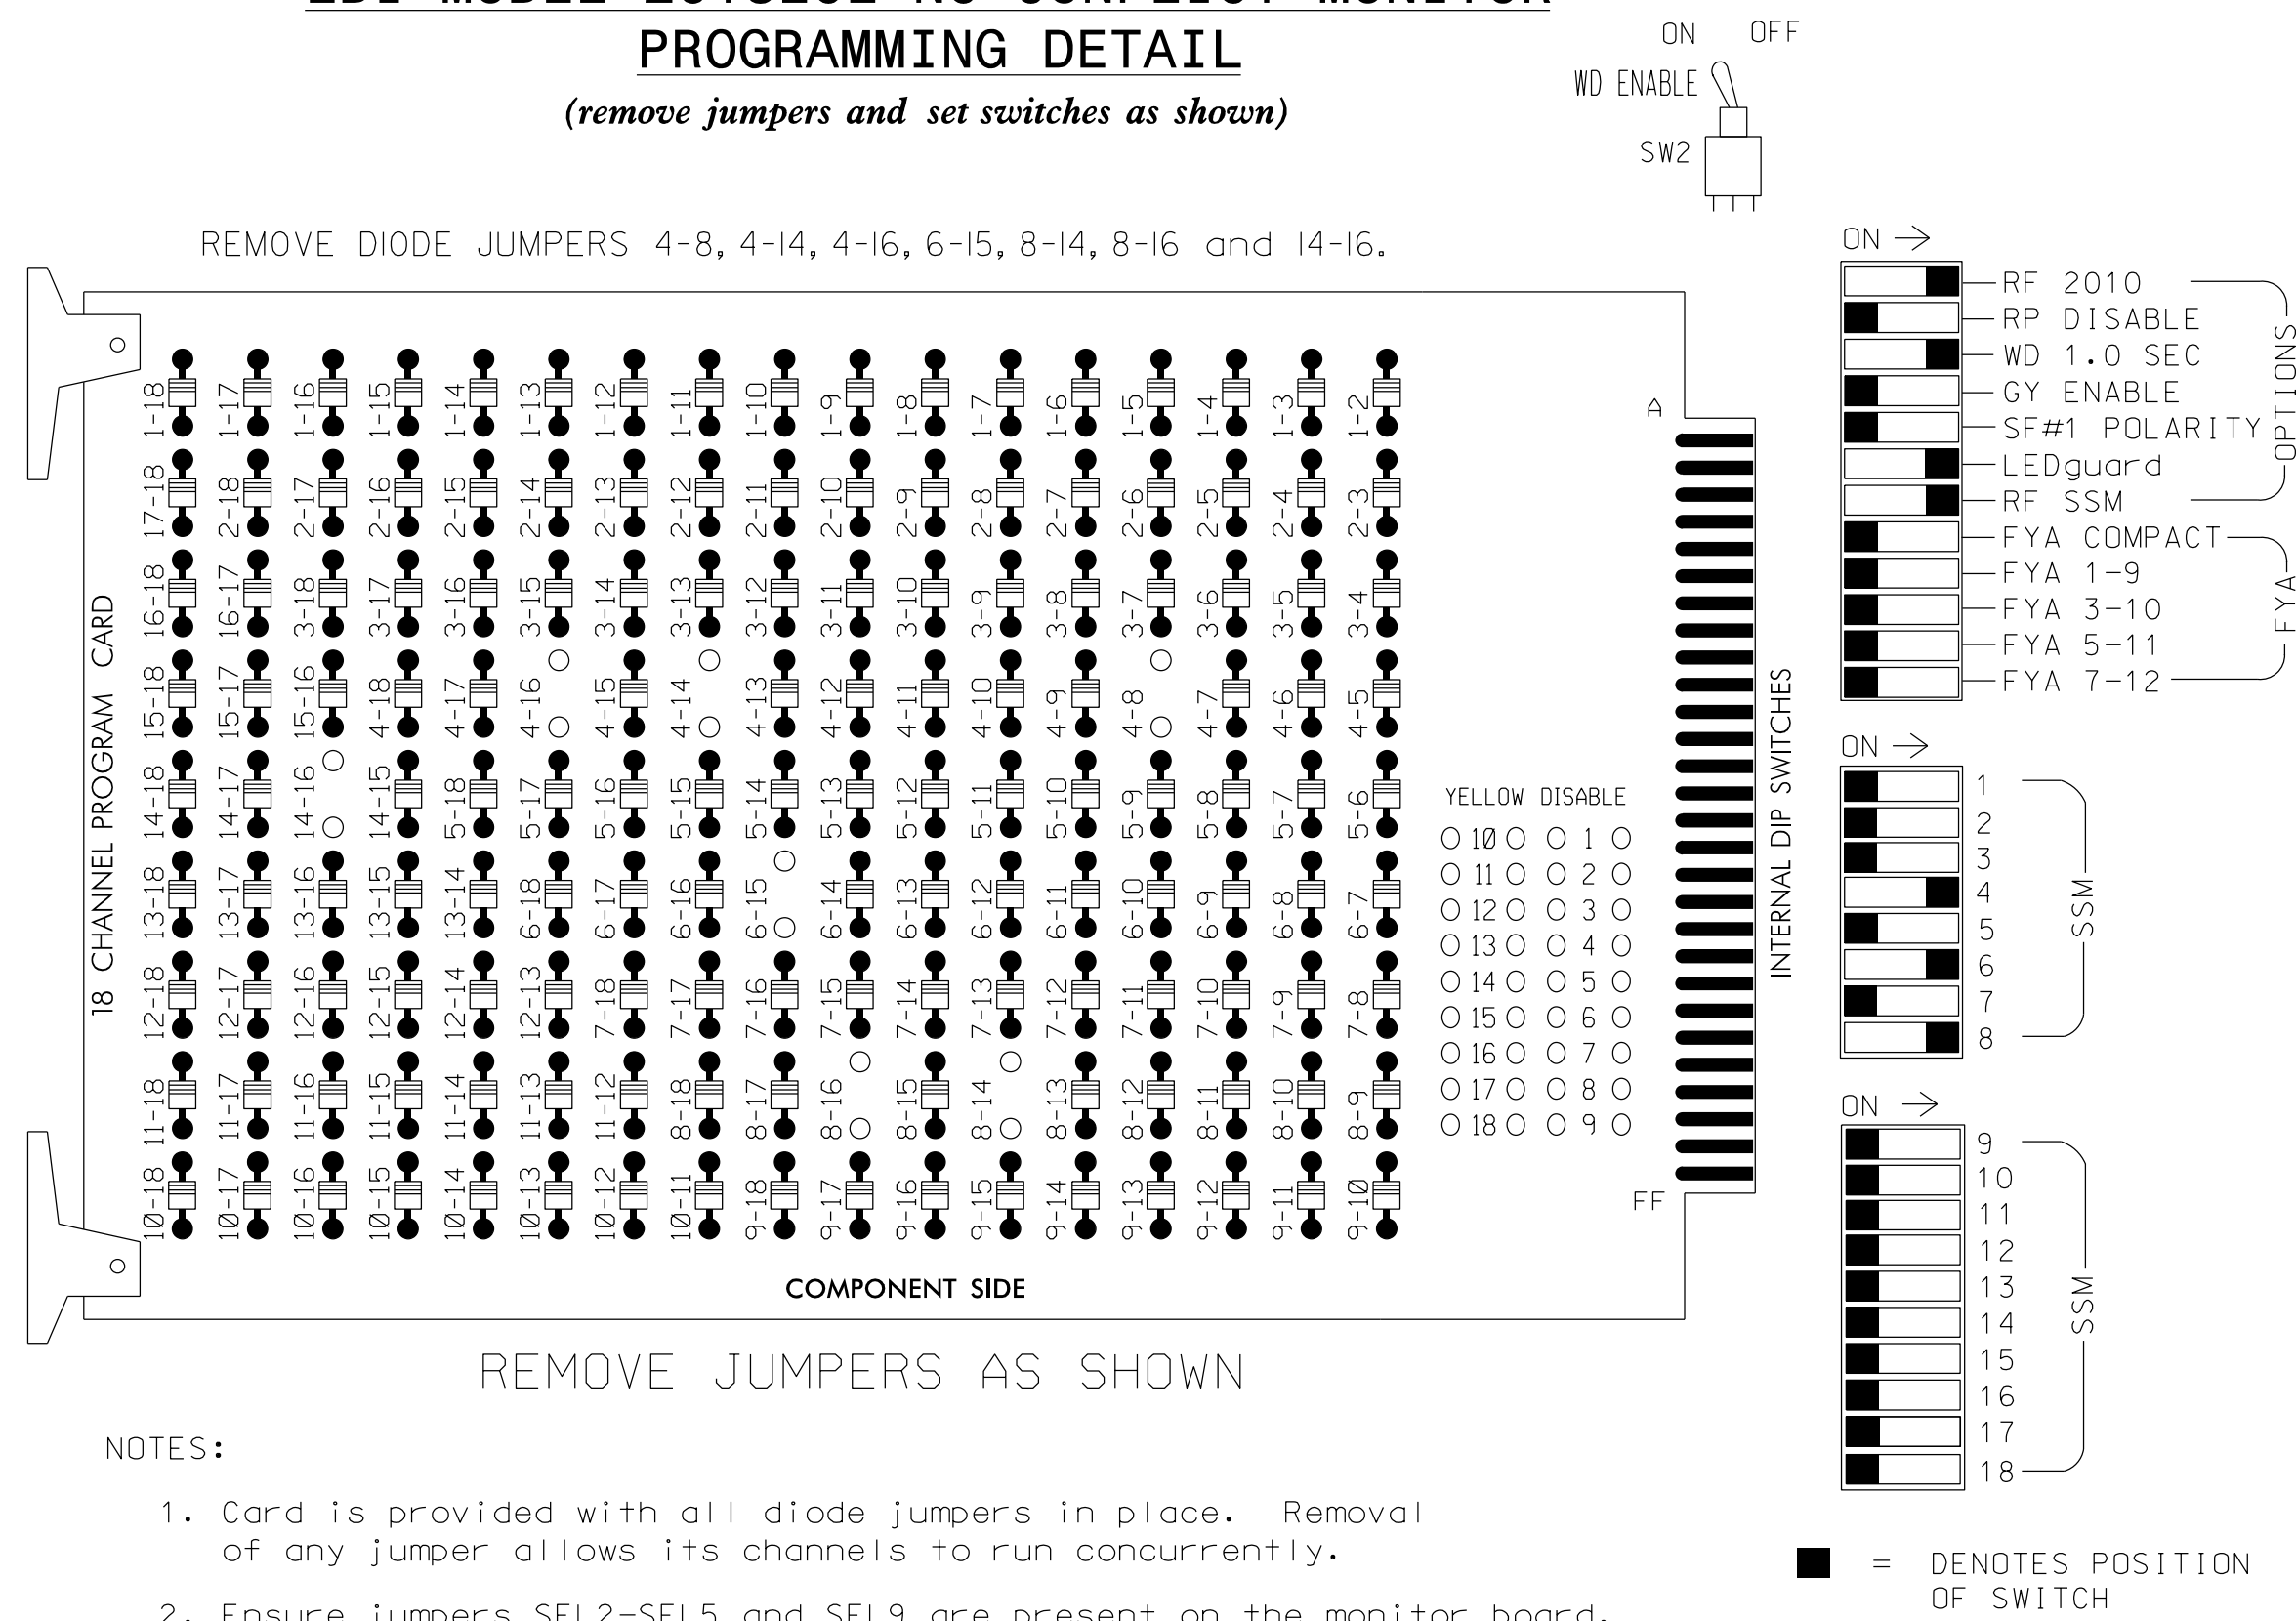 PROGRAMMING DETAIL
(remove jumpers and set switches as shown)
ON OFF
WD ENABLE
SW2
REMOVE DIODE JUMPERS 4-8, 4-14, 4-16, 6-15, 8-14, 8-16 and 14-16.
18 CHANNEL PROGRAM CARD
1-18 1-17 1-16 1-15 1-14 1-13 1-12 1-11 1-10 1-9 1-8 1-7 1-6 1-5 1-4 1-3 1-2
17-18 2-18 2-17 2-16 2-15 2-14 2-13 2-12 2-11 2-10 2-9 2-8 2-7 2-6 2-5 2-4 2-3
16-18 16-17 3-18 3-17 3-16 3-15 3-14 3-13 3-12 3-11 3-10 3-9 3-8 3-7 3-6 3-5 3-4
15-18 15-17 15-16 4-18 4-17 4-16 4-15 4-14 4-13 4-12 4-11 4-10 4-9 4-8 4-7 4-6 4-5
14-18 14-17 14-16 14-15 5-18 5-17 5-16 5-15 5-14 5-13 5-12 5-11 5-10 5-9 5-8 5-7 5-6
13-18 13-17 13-16 13-15 13-14 6-18 6-17 6-16 6-15 6-14 6-13 6-12 6-11 6-10 6-9 6-8 6-7
12-18 12-17 12-16 12-15 12-14 12-13 7-18 7-17 7-16 7-15 7-14 7-13 7-12 7-11 7-10 7-9 7-8
11-18 11-17 11-16 11-15 11-14 11-13 11-12 8-18 8-17 8-16 8-15 8-14 8-13 8-12 8-11 8-10 8-9
10-18 10-17 10-16 10-15 10-14 10-13 10-12 10-11 9-18 9-17 9-16 9-15 9-14 9-13 9-12 9-11 9-10
A
YELLOW DISABLE
10 1
11 2
12 3
13 4
14 5
15 6
16 7
17 8
18 9
FF
COMPONENT SIDE
INTERNAL DIP SWITCHES
ON
RF 2010
RP DISABLE
WD 1.0 SEC
GY ENABLE
SF#1 POLARITY
LEDguard
RF SSM
OPTIONS
FYA COMPACT
FYA 1-9
FYA 3-10
FYA 5-11
FYA 7-12
FYA
ON
1
2
3
4
5
6
7
8
SSM
ON
9
10
11
12
13
14
15
16
17
18
SSM
REMOVE JUMPERS AS SHOWN
NOTES:
1. Card is provided with all diode jumpers in place. Removal
of any jumper allows its channels to run concurrently.
2. Ensure jumpers SEL2-SEL5 and SEL9 are present on the monitor board.
= DENOTES POSITION
OF SWITCH